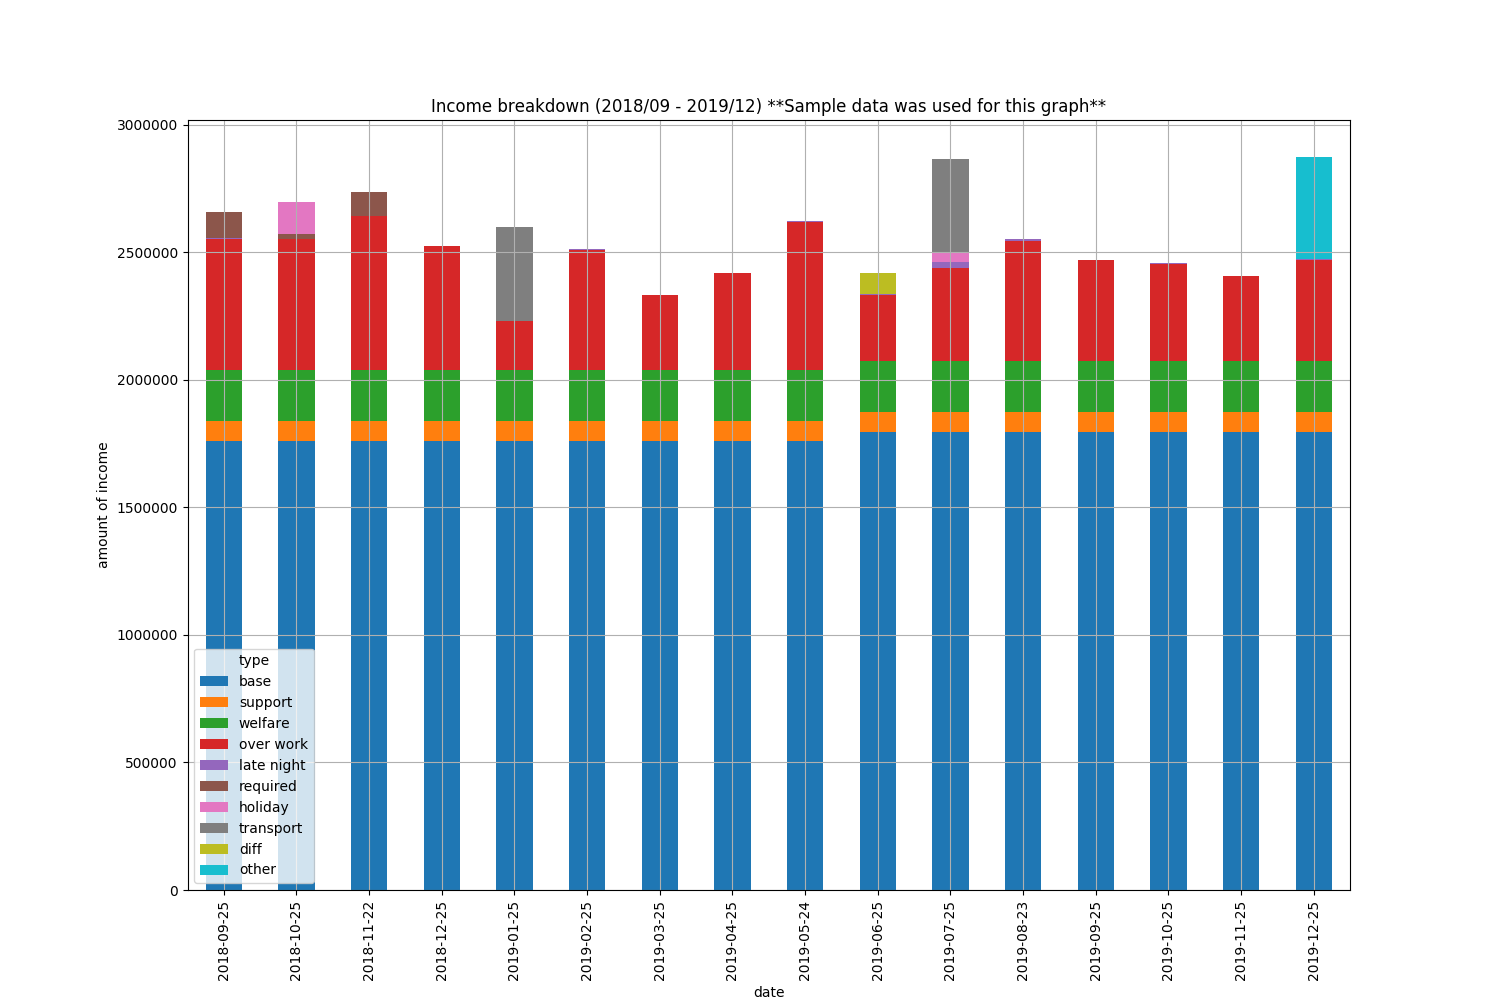 Income breakdown (2018/09 - 2019/12) **Sample data was used for this graph**
amount of income
3000000
2500000
2000000
1500000
1000000
500000
0
type
base
support
welfare
over work
late night
required
holiday
transport
diff
other
2018-09-25
2018-10-25
2018-11-22
2018-12-25
2019-01-25
2019-02-25
2019-03-25
2019-04-25
2019-05-24
2019-06-25
2019-07-25
2019-08-23
2019-09-25
2019-10-25
2019-11-25
2019-12-25
date